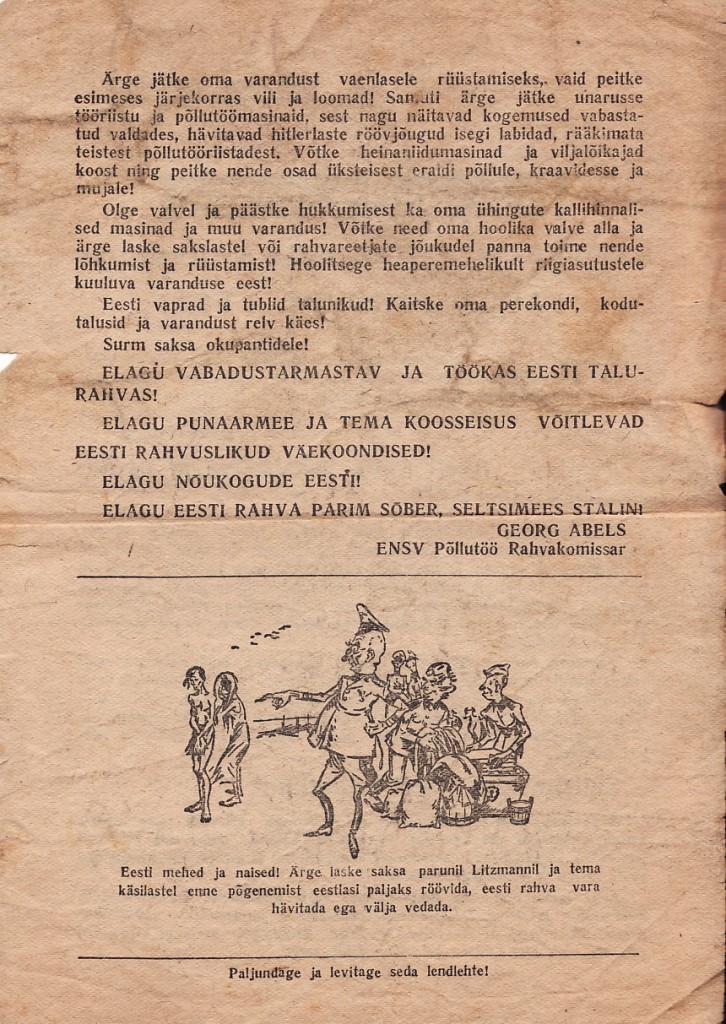 Ärge jätke oma varandust vaenlasele rüüstamiseks, vaid peitke
esimeses järjekorras vili ja loomad! Samuti ärge jätke unarusse
tööriistu ja põllutöömasinaid, sest nagu näitavad kogemused vabasta-
tud valdades, hävitavad hitlerlaste röövjõugud isegi labidad, rääkimata
teistest põllutööriistadest. Võtke heinaniidumasinad ja viljalõikajad
koost ning peitke nende osad üksteisest eraldi põllule, kraavidesse ja
mujale!
Olge valvel ja päästke hukkumisest ka oma ühingute kallihinnali-
sed masinad ja muu varandus! Võtke need oma hoolika valve alla ja
ärge laske sakslastel või rahvareetjate jõukudel panna toime nende
lõhkumist ja rüüstamist! Hoolitsege heaperemehelikult riigiasutustele
kuuluva varanduse eest!
Eesti vaprad ja tublid talunikud! Kaitske oma perekondi, kodu-
talusid ja varandust relv käes!
Surm saksa okupantidele!
ELAGU VABADUSTARMASTAV JA TÖÖKAS EESTI TALU-
RAHVAS!
ELAGU PUNAARMEE JA TEMA KOOSSEISUS VÕITLEVAD
EESTI RAHVUSLIKUD VÄEKOONDISED!
ELAGU NÕUKOGUDE EESTI!
ELAGU EESTI RAHVA PARIM SÕBER, SELTSIMEES STALIN!
GEORG ABELS
ENSV Põllutöö Rahvakomissar
Eesti mehed ja naised! Ärge laske saksa parunil Litzmannil ja tema
käsilastel enne põgenemist eestlasi paljaks röövida, eesti rahva vara
hävitada ega välja vedada.
Paljundage ja levitage seda lendlehte!